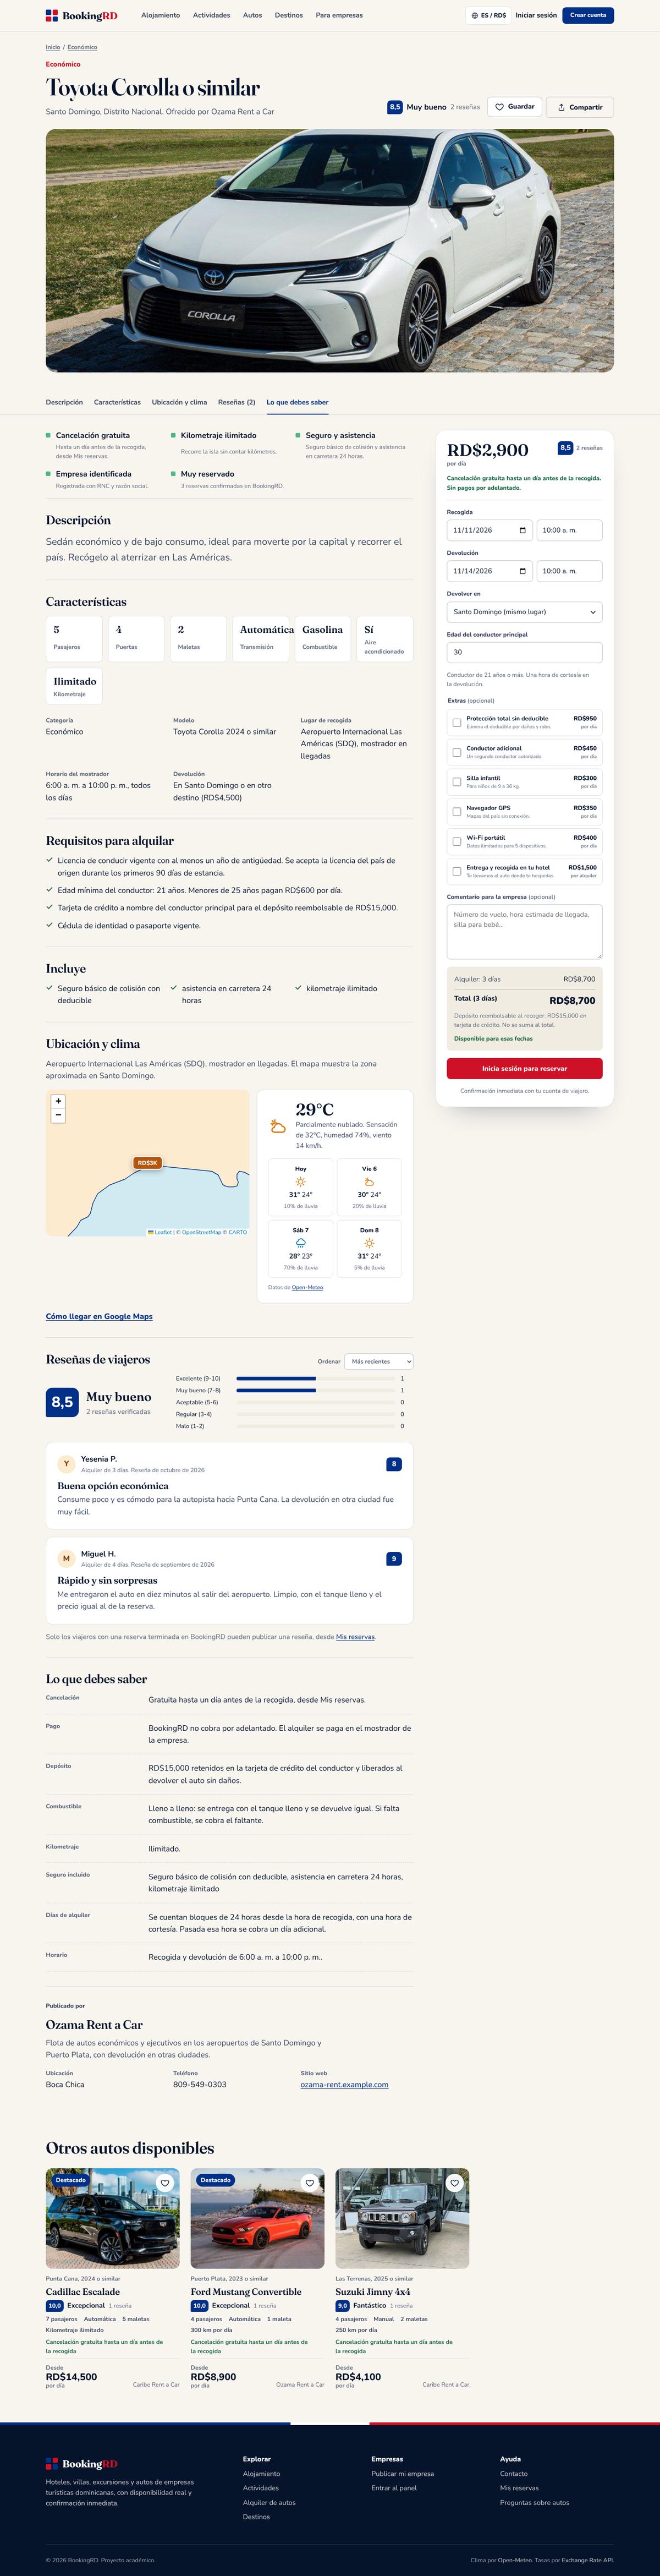 BookingRD
Alojamiento Actividades Autos Destinos Para empresas
ES / RD$ Iniciar sesión Crear cuenta
Inicio / Económico
Económico
Toyota Corolla o similar
Santo Domingo, Distrito Nacional. Ofrecido por Ozama Rent a Car
8,5 Muy bueno 2 reseñas Guardar Compartir
COROLLA
Descripción Características Ubicación y clima Reseñas (2) Lo que debes saber
Cancelación gratuita
Hasta un día antes de la recogida,
desde Mis reservas.
Kilometraje ilimitado
Recorre la isla sin contar kilómetros.
Seguro y asistencia
Seguro básico de colisión y asistencia
en carretera 24 horas.
Empresa identificada
Registrada con RNC y razón social.
Muy reservado
3 reservas confirmadas en BookingRD.
Descripción
Sedán económico y de bajo consumo, ideal para moverte por la capital y recorrer el
país. Recógelo al aterrizar en Las Américas.
Características
5
Pasajeros
4
Puertas
2
Maletas
Automática
Transmisión
Gasolina
Combustible
Sí
Aire
acondicionado
Ilimitado
Kilometraje
Categoría
Económico
Modelo
Toyota Corolla 2024 o similar
Lugar de recogida
Aeropuerto Internacional Las
Américas (SDQ), mostrador en
llegadas
Horario del mostrador
6:00 a. m. a 10:00 p. m., todos
los días
Devolución
En Santo Domingo o en otro
destino (RD$4,500)
Requisitos para alquilar
Licencia de conducir vigente con al menos un año de antigüedad. Se acepta la licencia del país de
origen durante los primeros 90 días de estancia.
Edad mínima del conductor: 21 años. Menores de 25 años pagan RD$600 por día.
Tarjeta de crédito a nombre del conductor principal para el depósito reembolsable de RD$15,000.
Cédula de identidad o pasaporte vigente.
Incluye
Seguro básico de colisión con
deducible
asistencia en carretera 24
horas
kilometraje ilimitado
Ubicación y clima
Aeropuerto Internacional Las Américas (SDQ), mostrador en llegadas. El mapa muestra la zona
aproximada en Santo Domingo.
+
−
RD$3K
Leaflet | © OpenStreetMap © CARTO
29°C
Parcialmente nublado. Sensación
de 32°C, humedad 74%, viento
14 km/h.
Hoy
31° 24°
10% de lluvia
Vie 6
30° 24°
20% de lluvia
Sáb 7
28° 23°
70% de lluvia
Dom 8
31° 24°
5% de lluvia
Datos de Open-Meteo.
Cómo llegar en Google Maps
Reseñas de viajeros
Ordenar Más recientes
8,5 Muy bueno
2 reseñas verificadas
Excelente (9-10) 1
Muy bueno (7-8) 1
Aceptable (5-6) 0
Regular (3-4) 0
Malo (1-2) 0
Y Yesenia P. 8
Alquiler de 3 días. Reseña de octubre de 2026
Buena opción económica
Consume poco y es cómodo para la autopista hacia Punta Cana. La devolución en otra ciudad fue
muy fácil.
M Miguel H. 9
Alquiler de 4 días. Reseña de septiembre de 2026
Rápido y sin sorpresas
Me entregaron el auto en diez minutos al salir del aeropuerto. Limpio, con el tanque lleno y el
precio igual al de la reserva.
Solo los viajeros con una reserva terminada en BookingRD pueden publicar una reseña, desde Mis reservas.
Lo que debes saber
Cancelación Gratuita hasta un día antes de la recogida, desde Mis reservas.
Pago BookingRD no cobra por adelantado. El alquiler se paga en el mostrador de
la empresa.
Depósito RD$15,000 retenidos en la tarjeta de crédito del conductor y liberados al
devolver el auto sin daños.
Combustible Lleno a lleno: se entrega con el tanque lleno y se devuelve igual. Si falta
combustible, se cobra el faltante.
Kilometraje Ilimitado.
Seguro incluido Seguro básico de colisión con deducible, asistencia en carretera 24 horas,
kilometraje ilimitado
Días de alquiler Se cuentan bloques de 24 horas desde la hora de recogida, con una hora de
cortesía. Pasada esa hora se cobra un día adicional.
Horario Recogida y devolución de 6:00 a. m. a 10:00 p. m..
Publicado por
Ozama Rent a Car
Flota de autos económicos y ejecutivos en los aeropuertos de Santo Domingo y
Puerto Plata, con devolución en otras ciudades.
Ubicación
Boca Chica
Teléfono
809-549-0303
Sitio web
ozama-rent.example.com
RD$2,900
por día
8,5 2 reseñas
Cancelación gratuita hasta un día antes de la recogida.
Sin pagos por adelantado.
Recogida
11/11/2026 10:00 a. m.
Devolución
11/14/2026 10:00 a. m.
Devolver en
Santo Domingo (mismo lugar)
Edad del conductor principal
30
Conductor de 21 años o más. Una hora de cortesía en
la devolución.
Extras (opcional)
Protección total sin deducible RD$950
Elimina el deducible por daños y robo. por día
Conductor adicional RD$450
Un segundo conductor autorizado. por día
Silla infantil RD$300
Para niños de 9 a 36 kg. por día
Navegador GPS RD$350
Mapas del país sin conexión. por día
Wi-Fi portátil RD$400
Datos ilimitados para 5 dispositivos. por día
Entrega y recogida en tu hotel RD$1,500
Te llevamos el auto donde te hospedas. por alquiler
Comentario para la empresa (opcional)
Número de vuelo, hora estimada de llegada,
silla para bebé...
Alquiler: 3 días RD$8,700
Total (3 días) RD$8,700
Depósito reembolsable al recoger: RD$15,000 en
tarjeta de crédito. No se suma al total.
Disponible para esas fechas
Inicia sesión para reservar
Confirmación inmediata con tu cuenta de viajero.
Otros autos disponibles
Destacado
Punta Cana, 2025 o similar
Cadillac Escalade
10,0 Excepcional 1 reseña
7 pasajeros Automática 5 maletas
Kilometraje ilimitado
Cancelación gratuita hasta un día antes de
la recogida
Desde
RD$14,500
por día Caribe Rent a Car
Destacado
Puerto Plata, 2023 o similar
Ford Mustang Convertible
10,0 Excepcional 1 reseña
4 pasajeros Automática 1 maleta
300 km por día
Cancelación gratuita hasta un día antes de
la recogida
Desde
RD$8,900
por día Ozama Rent a Car
Las Terrenas, 2025 o similar
Suzuki Jimny 4x4
9,0 Fantástico 1 reseña
4 pasajeros Manual 2 maletas
250 km por día
Cancelación gratuita hasta un día antes de
la recogida
Desde
RD$4,100
por día Caribe Rent a Car
BookingRD
Hoteles, villas, excursiones y autos de empresas
turísticas dominicanas, con disponibilidad real y
confirmación inmediata.
Explorar
Alojamiento
Actividades
Alquiler de autos
Destinos
Empresas
Publicar mi empresa
Entrar al panel
Ayuda
Contacto
Mis reservas
Preguntas sobre autos
© 2026 BookingRD. Proyecto académico.
Clima por Open-Meteo. Tasas por Exchange Rate API.